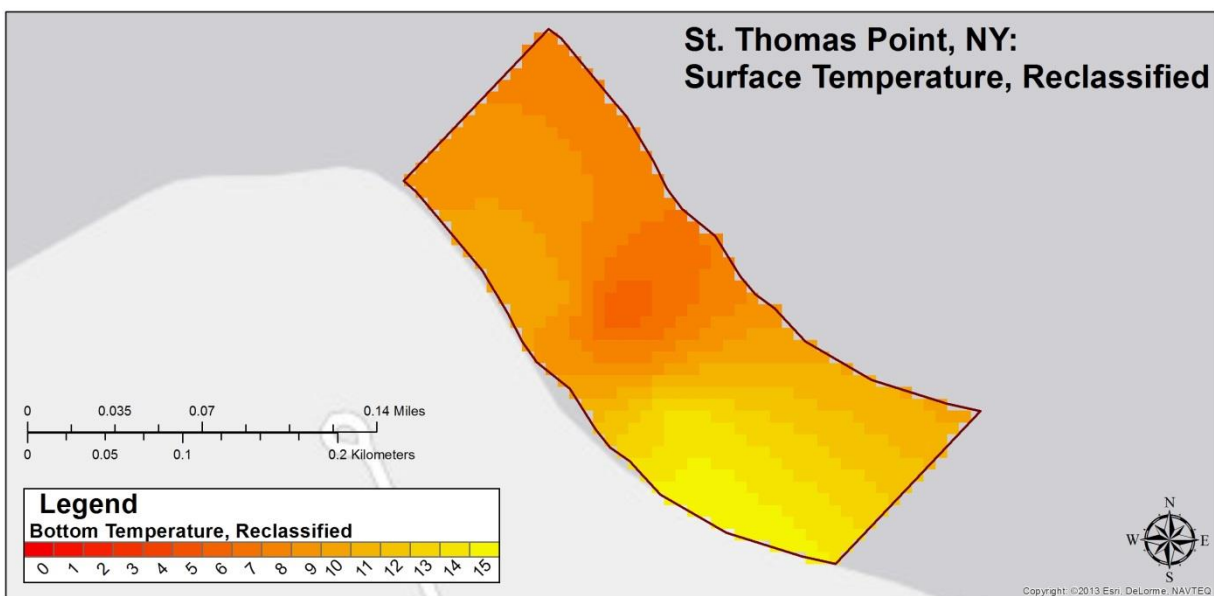 St. Thomas Point, NY:
Surface Temperature, Reclassified
0 0.035 0.07 0.14 Miles
0 0.05 0.1 0.2 Kilometers
Legend
Bottom Temperature, Reclassified
0 1 2 3 4 5 6 7 8 9 10 11 12 13 14 15
N
W E
S
Copyright: ©2013 Esri, DeLorme, NAVTEQ